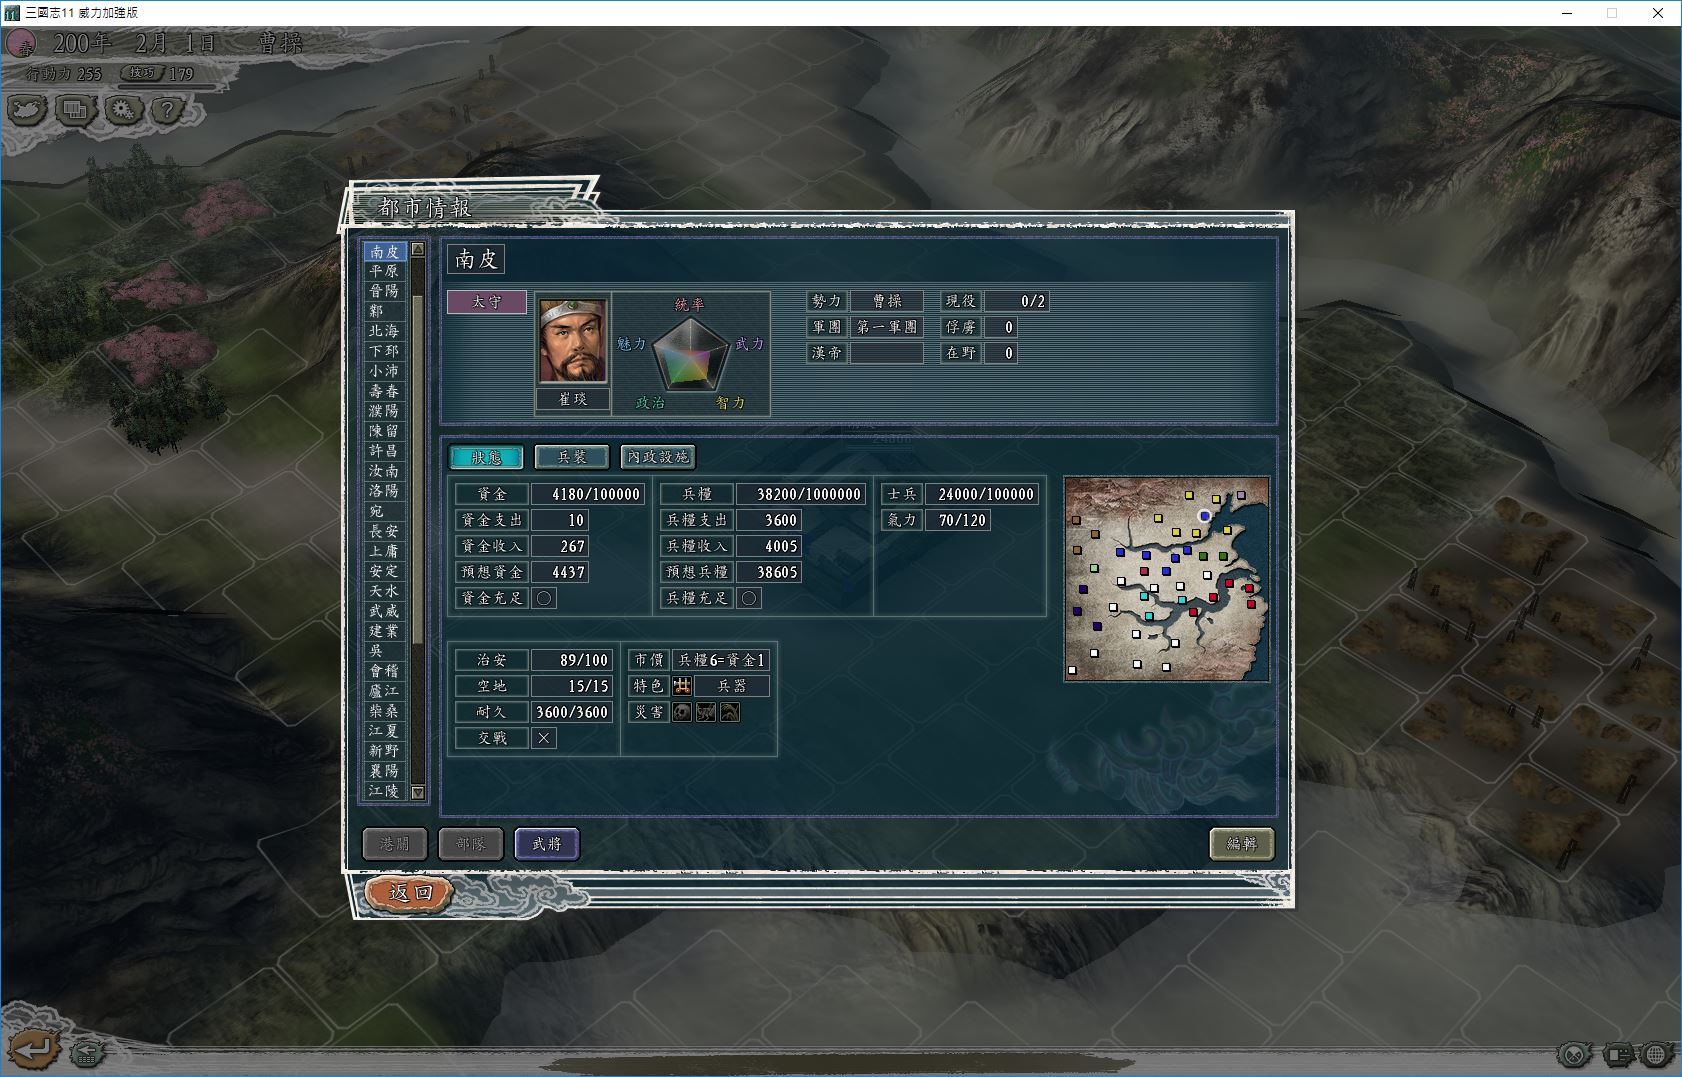 三國志11 威力加強版
春 200年 2月 1日 曹操
行動力 255 技巧 179
?
都市情報
南皮
平原
晉陽
鄴
北海
下邳
小沛
壽春
濮陽
陳留
許昌
汝南
洛陽
宛
長安
上庸
安定
天水
武威
建業
吳
會稽
廬江
柴桑
江夏
新野
襄陽
江陵
南皮
太守
崔琰
統率
武力
智力
政治
魅力
勢力 曹操 現役 0/2
軍團 第一軍團 俘虜 0
漢帝 在野 0
狀態 兵裝 內政設施
資金 4180/100000 兵糧 38200/1000000 士兵 24000/100000
資金支出 10 兵糧支出 3600 氣力 70/120
資金收入 267 兵糧收入 4005
預想資金 4437 預想兵糧 38605
資金充足 ○ 兵糧充足 ○
治安 89/100 市價 兵糧6=資金1
空地 15/15 特色 兵器
耐久 3600/3600 災害
交戰 ×
港關 部隊 武將 編輯
返回